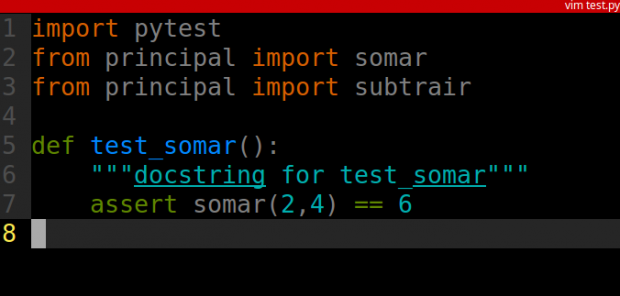 vim test.py
1 import pytest
2 from principal import somar
3 from principal import subtrair
4
5 def test_somar():
6     """docstring for test_somar"""
7     assert somar(2,4) == 6
8